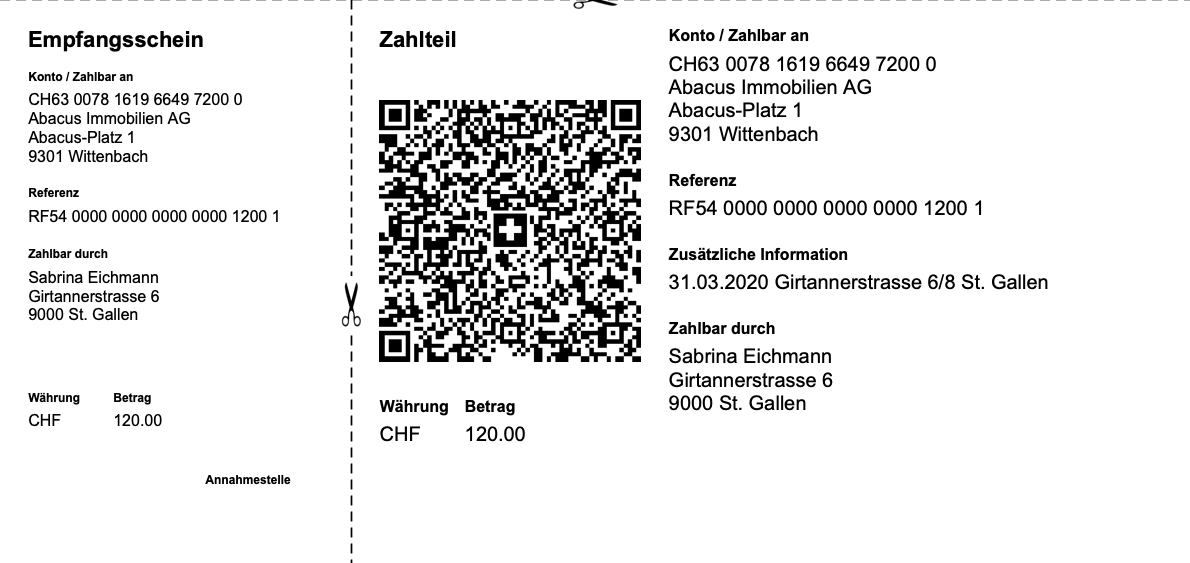 Empfangsschein
Konto / Zahlbar an
CH63 0078 1619 6649 7200 0
Abacus Immobilien AG
Abacus-Platz 1
9301 Wittenbach
Referenz
RF54 0000 0000 0000 0000 1200 1
Zahlbar durch
Sabrina Eichmann
Girtannerstrasse 6
9000 St. Gallen
Währung Betrag
CHF 120.00
Annahmestelle
Zahlteil
Währung Betrag
CHF 120.00
Konto / Zahlbar an
CH63 0078 1619 6649 7200 0
Abacus Immobilien AG
Abacus-Platz 1
9301 Wittenbach
Referenz
RF54 0000 0000 0000 0000 1200 1
Zusätzliche Information
31.03.2020 Girtannerstrasse 6/8 St. Gallen
Zahlbar durch
Sabrina Eichmann
Girtannerstrasse 6
9000 St. Gallen